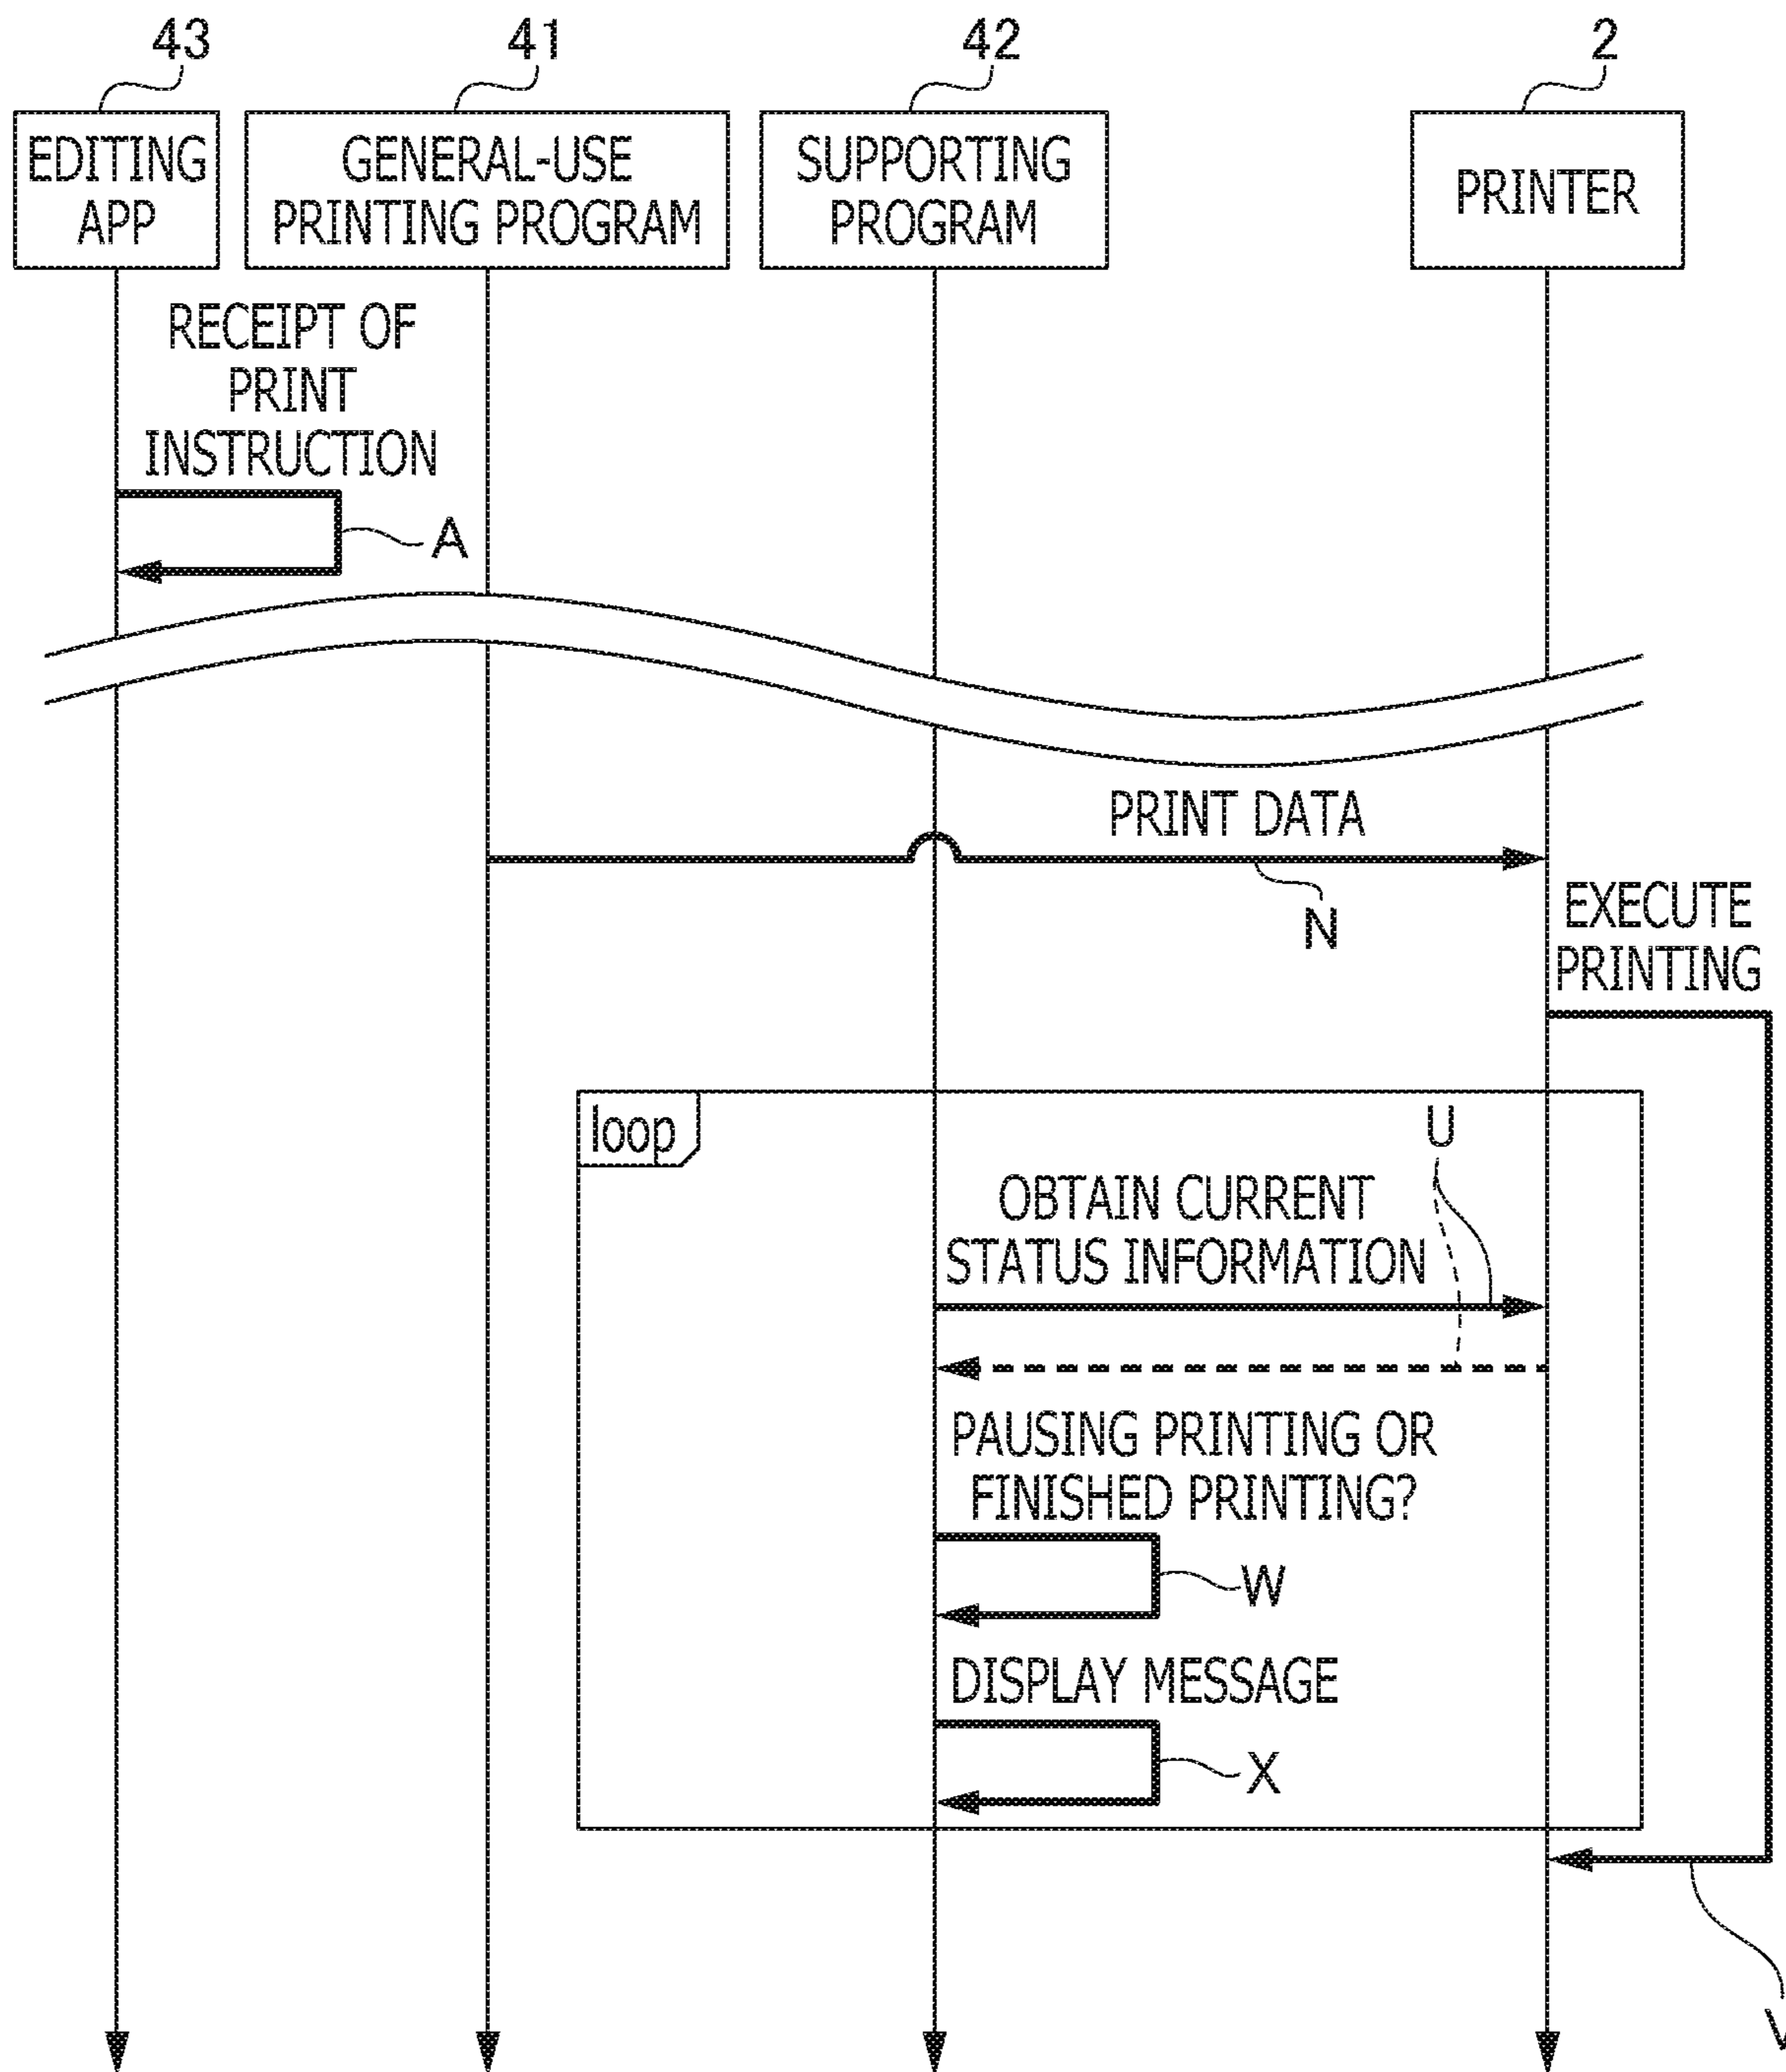 43
41
42
2
EDITING
APP
GENERAL-USE
PRINTING PROGRAM
SUPPORTING
PROGRAM
PRINTER
RECEIPT OF
PRINT
INSTRUCTION
A
PRINT DATA
N
EXECUTE
PRINTING
loop
U
OBTAIN CURRENT
STATUS INFORMATION
PAUSING PRINTING OR
FINISHED PRINTING?
W
DISPLAY MESSAGE
X
V